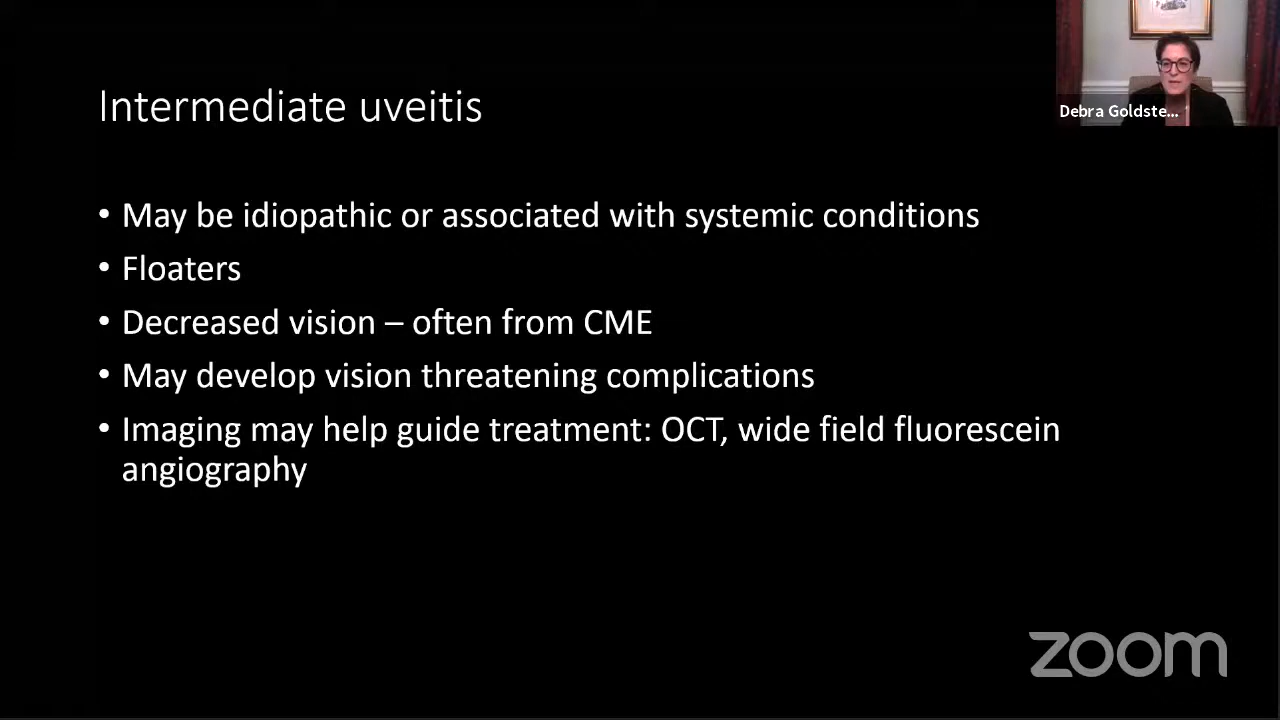 Intermediate uveitis
Debra Goldste...
• May be idiopathic or associated with systemic conditions
• Floaters
• Decreased vision – often from CME
• May develop vision threatening complications
• Imaging may help guide treatment: OCT, wide field fluorescein
angiography
zoom